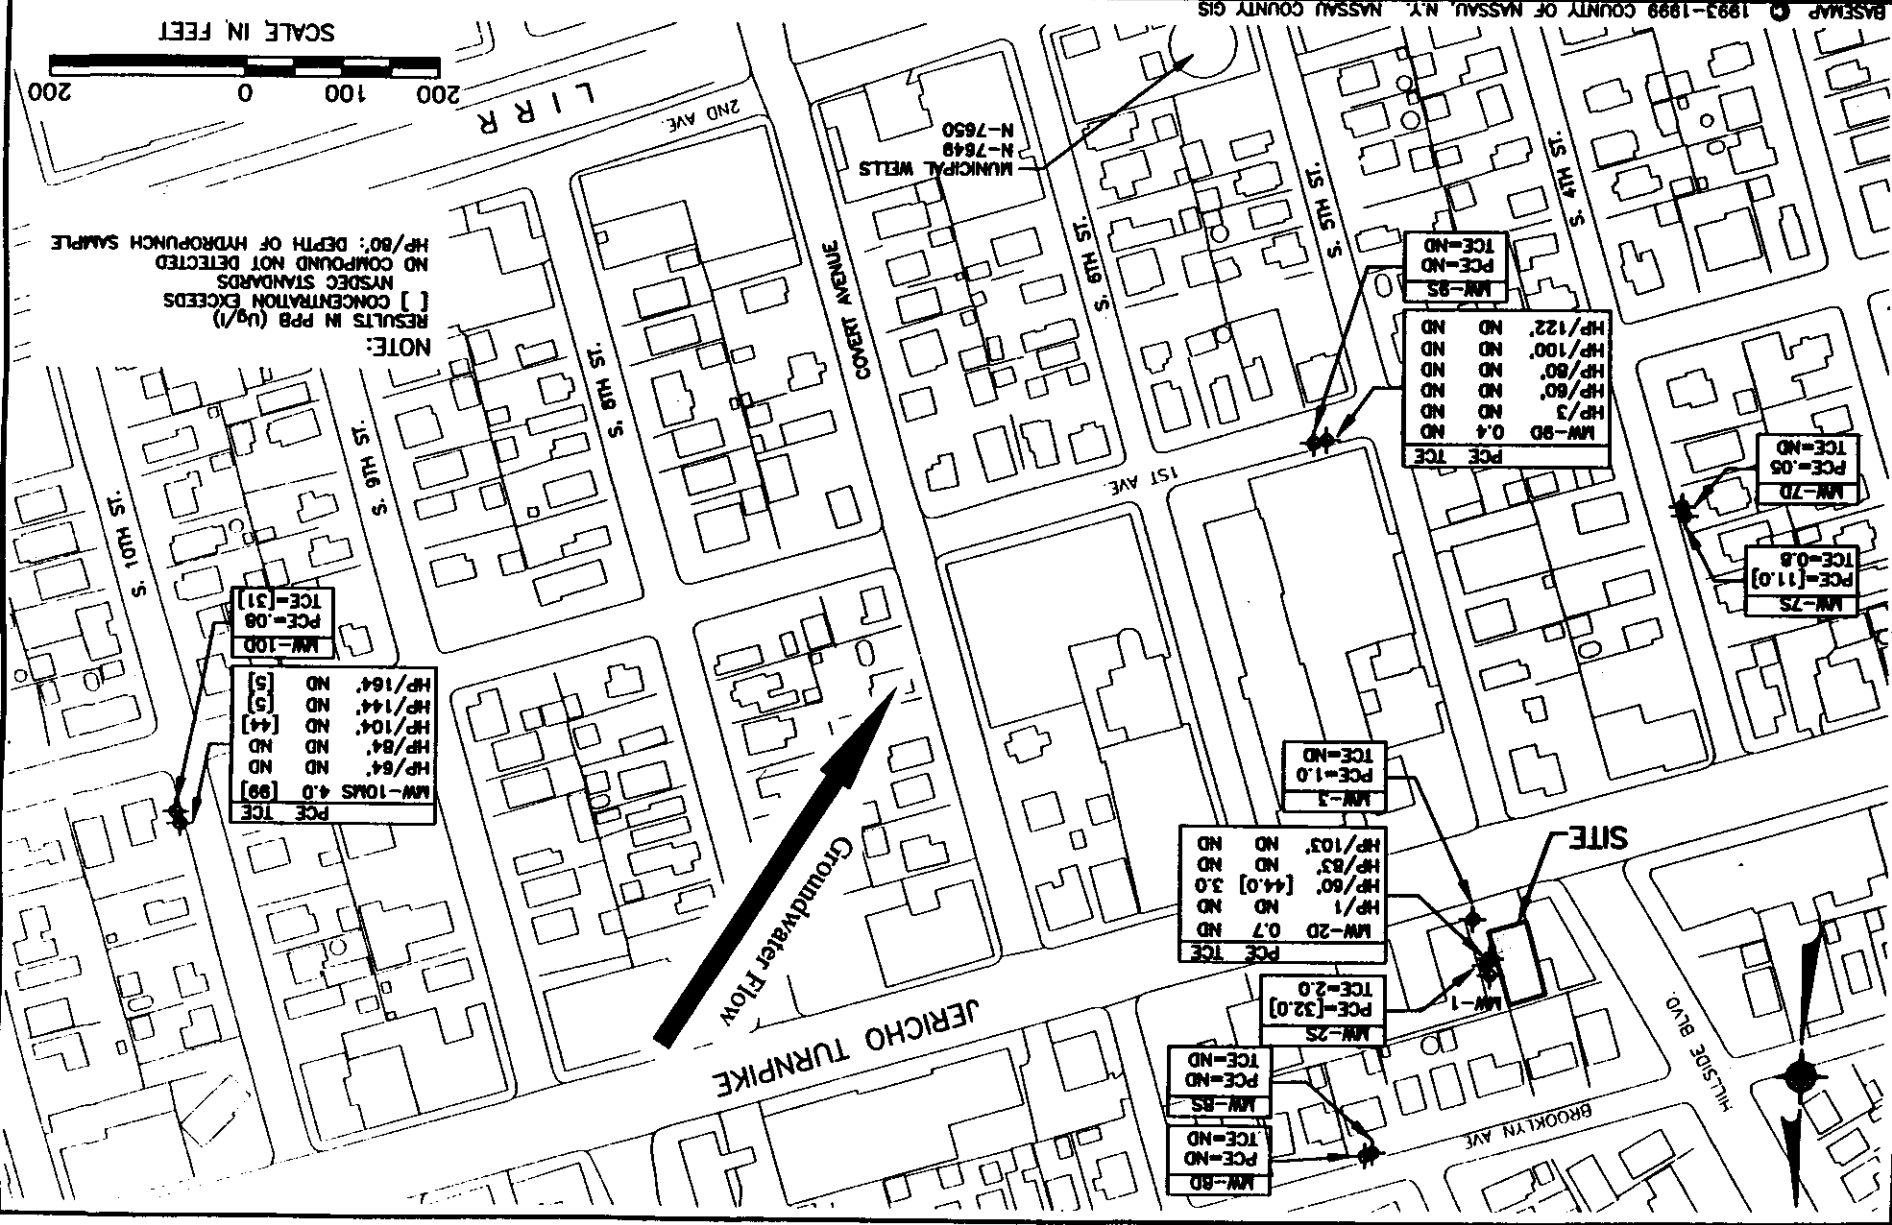 MW-8D
PCE=ND
TCE=ND
MW-8S
PCE=ND
TCE=ND
BROOKLYN AVE
HILLSIDE BLVD.
JERICHO TURNPIKE
MW-2S
PCE=[32.0]
TCE=2.0
MW-1
PCE TCE
MW-2D 0.7 ND
HP/1 ND ND
HP/60' [44.0] 3.0
HP/83' ND ND
HP/103' ND ND
SITE
Groundwater Flow
MW-3
PCE=1.0
TCE=ND
PCE TCE
MW-10MS 4.0 [99]
HP/64' ND ND
HP/84' ND ND
HP/104' ND [44]
HP/144' ND [5]
HP/164' ND [5]
MW-10D
PCE=.08
TCE=[31]
MW-7S
PCE=[11.0]
TCE=0.8
MW-7D
PCE=.05
TCE=ND
1ST AVE.
PCE TCE
MW-9D 0.4 ND
HP/3 ND ND
HP/60' ND ND
HP/80' ND ND
HP/100' ND ND
HP/122' ND ND
MW-9S
PCE=ND
TCE=ND
S. 4TH ST.
S. 5TH ST.
S. 6TH ST.
COVERT AVENUE
S. 8TH ST.
S. 9TH ST.
S. 10TH ST.
NOTE:
RESULTS IN PPB (Ug/l)
[ ] CONCENTRATION EXCEEDS
NYSDEC STANDARDS
ND COMPOUND NOT DETECTED
HP/80': DEPTH OF HYDROPUNCH SAMPLE
MUNICIPAL WELLS
N-7649
N-7650
2ND AVE
LIRR
200 100 0 200
SCALE IN FEET
BASEMAP © 1993-1999 COUNTY OF NASSAU, N.Y. NASSAU COUNTY GIS